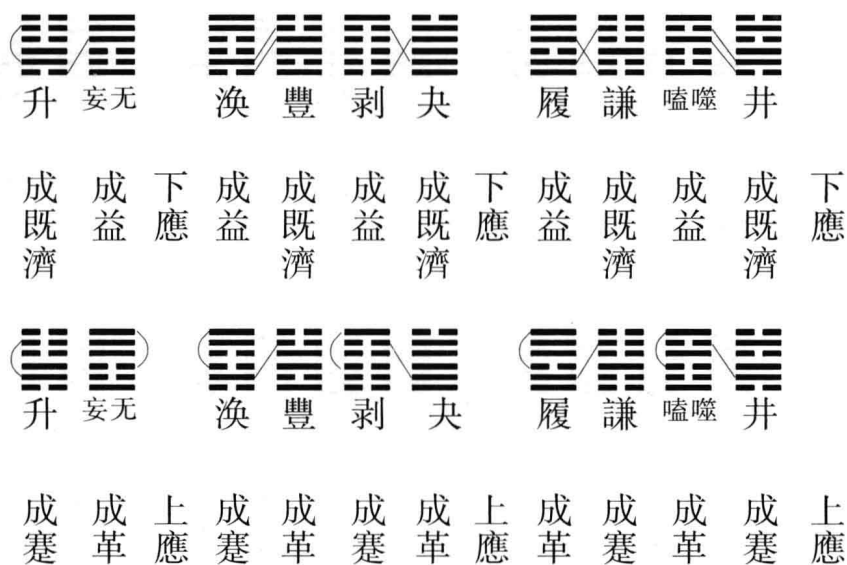 下應
井
成既濟
噬嗑
成益
謙
成既濟
履
成益
下應
夬
成既濟
剥
成益
豐
成既濟
涣
成益
下應
无妄
成益
升
成既濟
上應
井
成蹇
噬嗑
成革
謙
成蹇
履
成革
上應
夬
成革
剥
成蹇
豐
成革
涣
成蹇
上應
无妄
成革
升
成蹇